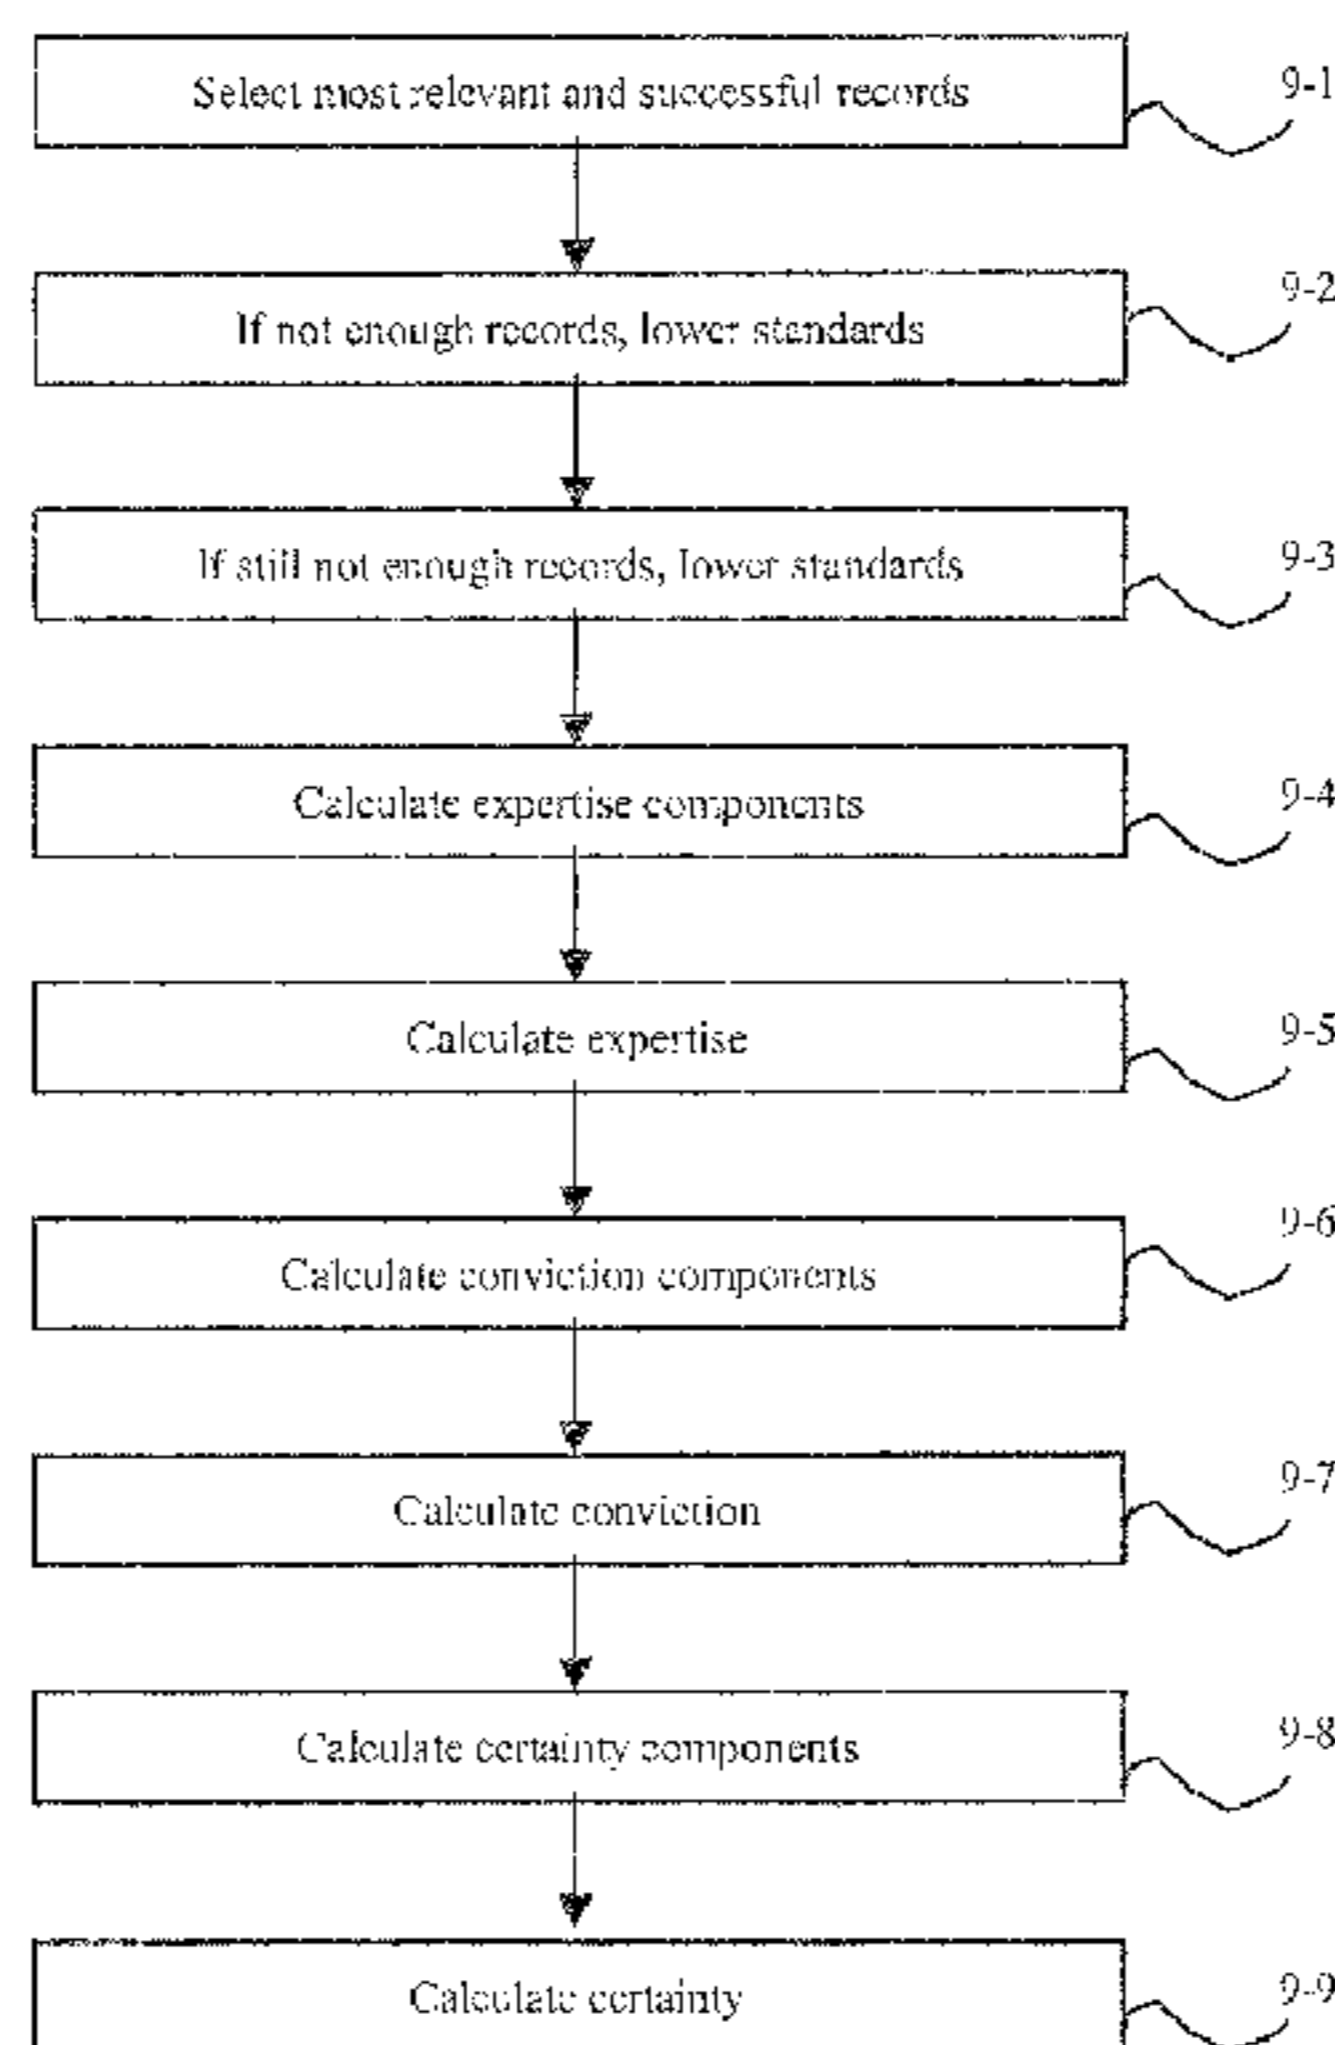 Select most relevant and successful records
9-1
If not enough records, lower standards
9-2
If still not enough records, lower standards
9-3
Calculate expertise components
9-4
Calculate expertise
9-5
Calculate conviction components
9-6
Calculate conviction
9-7
Calculate certainty components
9-8
Calculate certainty
9-9